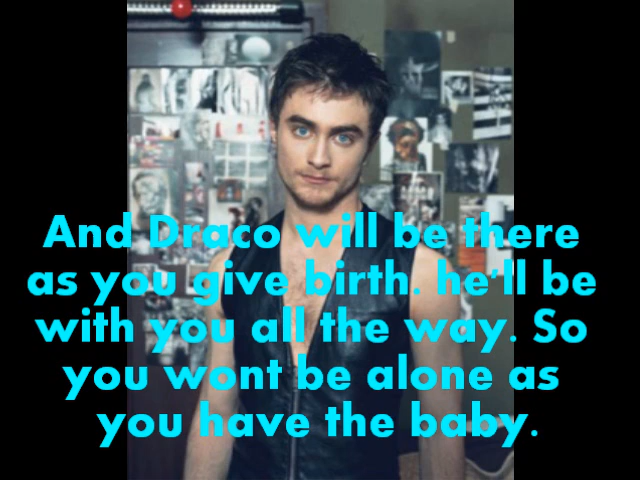 And Draco will be there
as you give birth. he'll be
with you all the way. So
you wont be alone as
you have the baby.